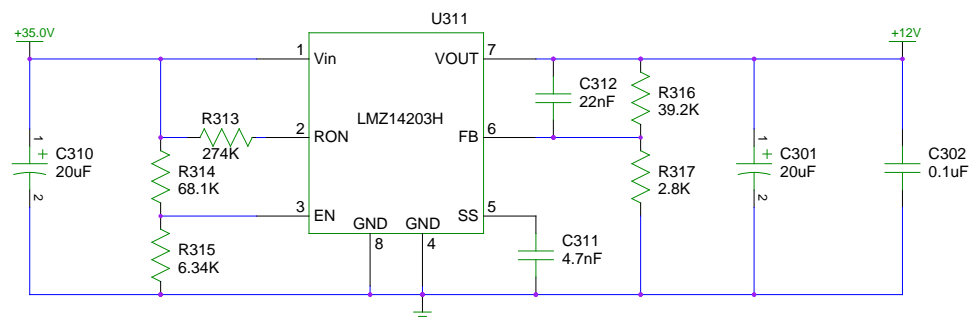 U311
+35.0V
+12V
1
Vin
VOUT
7
C312
22nF
R316
39.2K
LMZ14203H
R313
274K
2
RON
FB
6
1
+
C310
20uF
2
R314
68.1K
R317
2.8K
1
+
C301
20uF
2
C302
0.1uF
3
EN
SS
5
GND
GND
8
4
R315
6.34K
C311
4.7nF